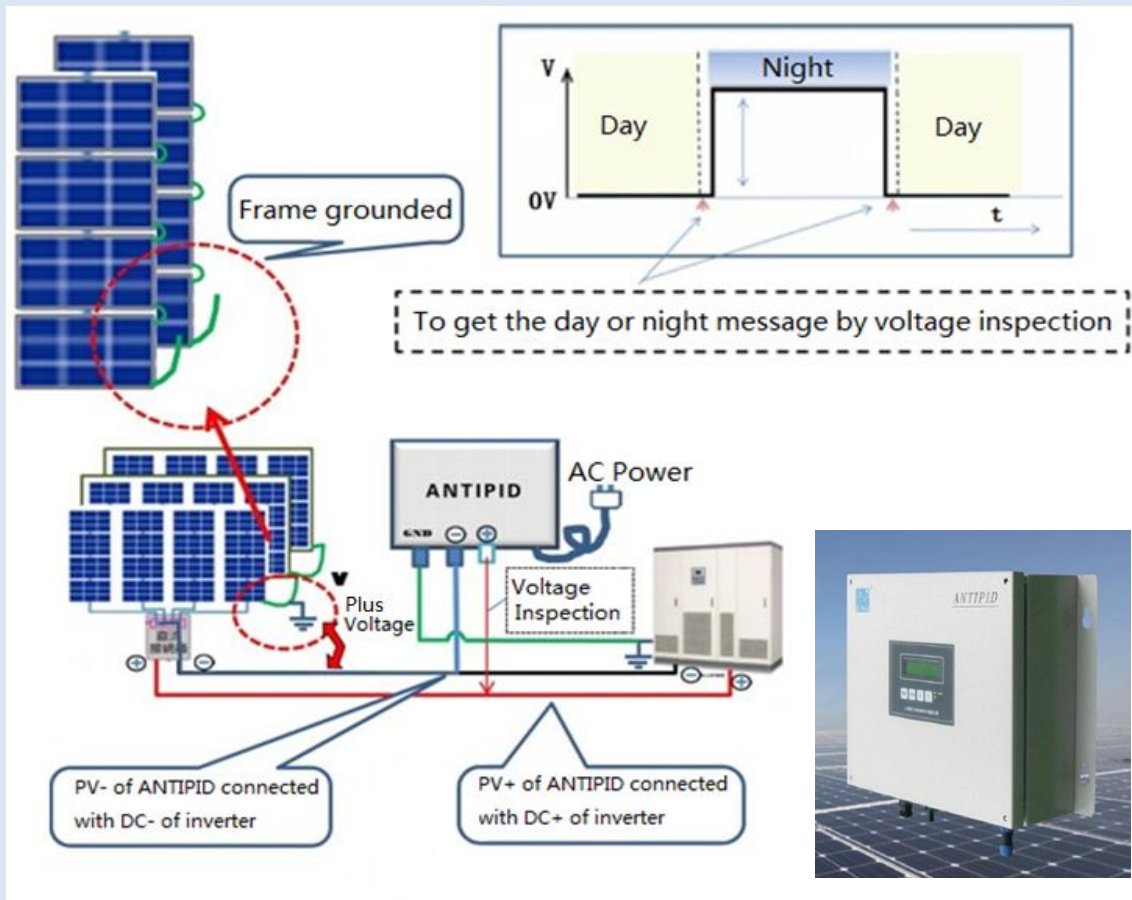 V
Night
Day
Day
0V
t
Frame grounded
To get the day or night message by voltage inspection
ANTIPID
AC Power
GND
−
+
V
Plus
Voltage
Voltage
Inspection
+
−
−
+
PV- of ANTIPID connected
with DC- of inverter
PV+ of ANTIPID connected
with DC+ of inverter
ANTIPID